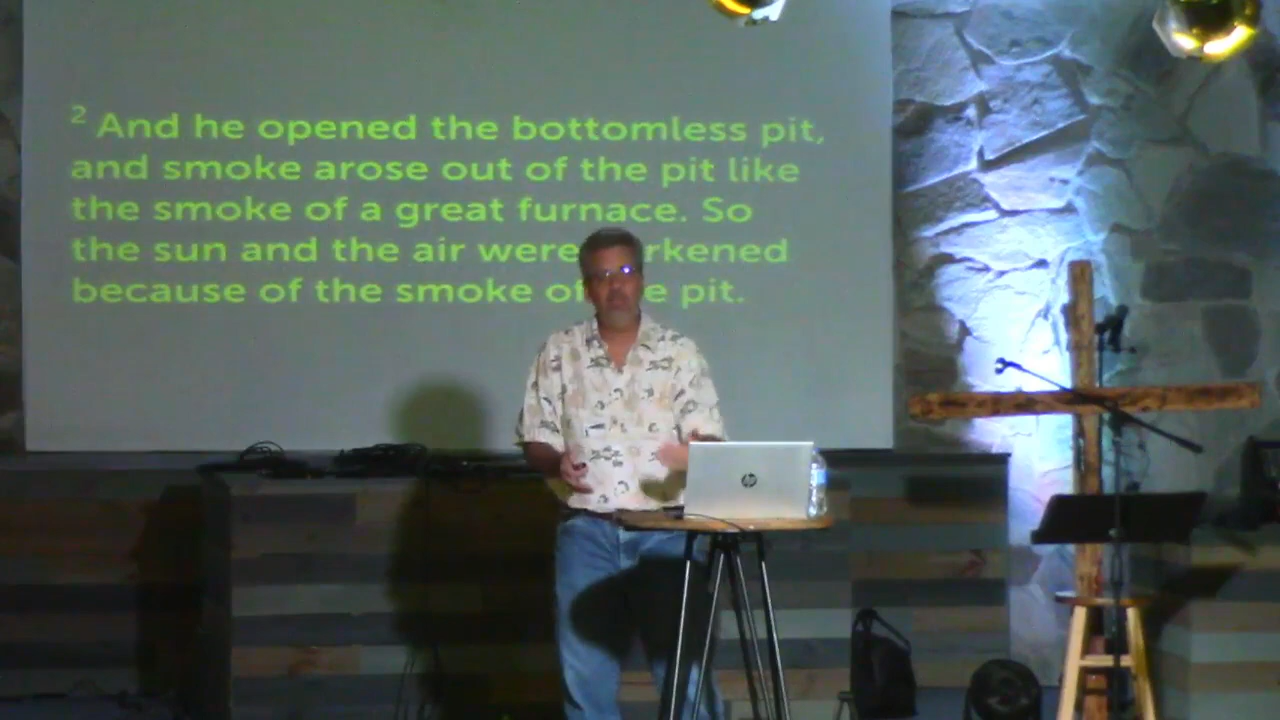 2 And he opened the bottomless pit,
and smoke arose out of the pit like
the smoke of a great furnace. So
the sun and the air were rkened
because of the smoke of e pit.
hp